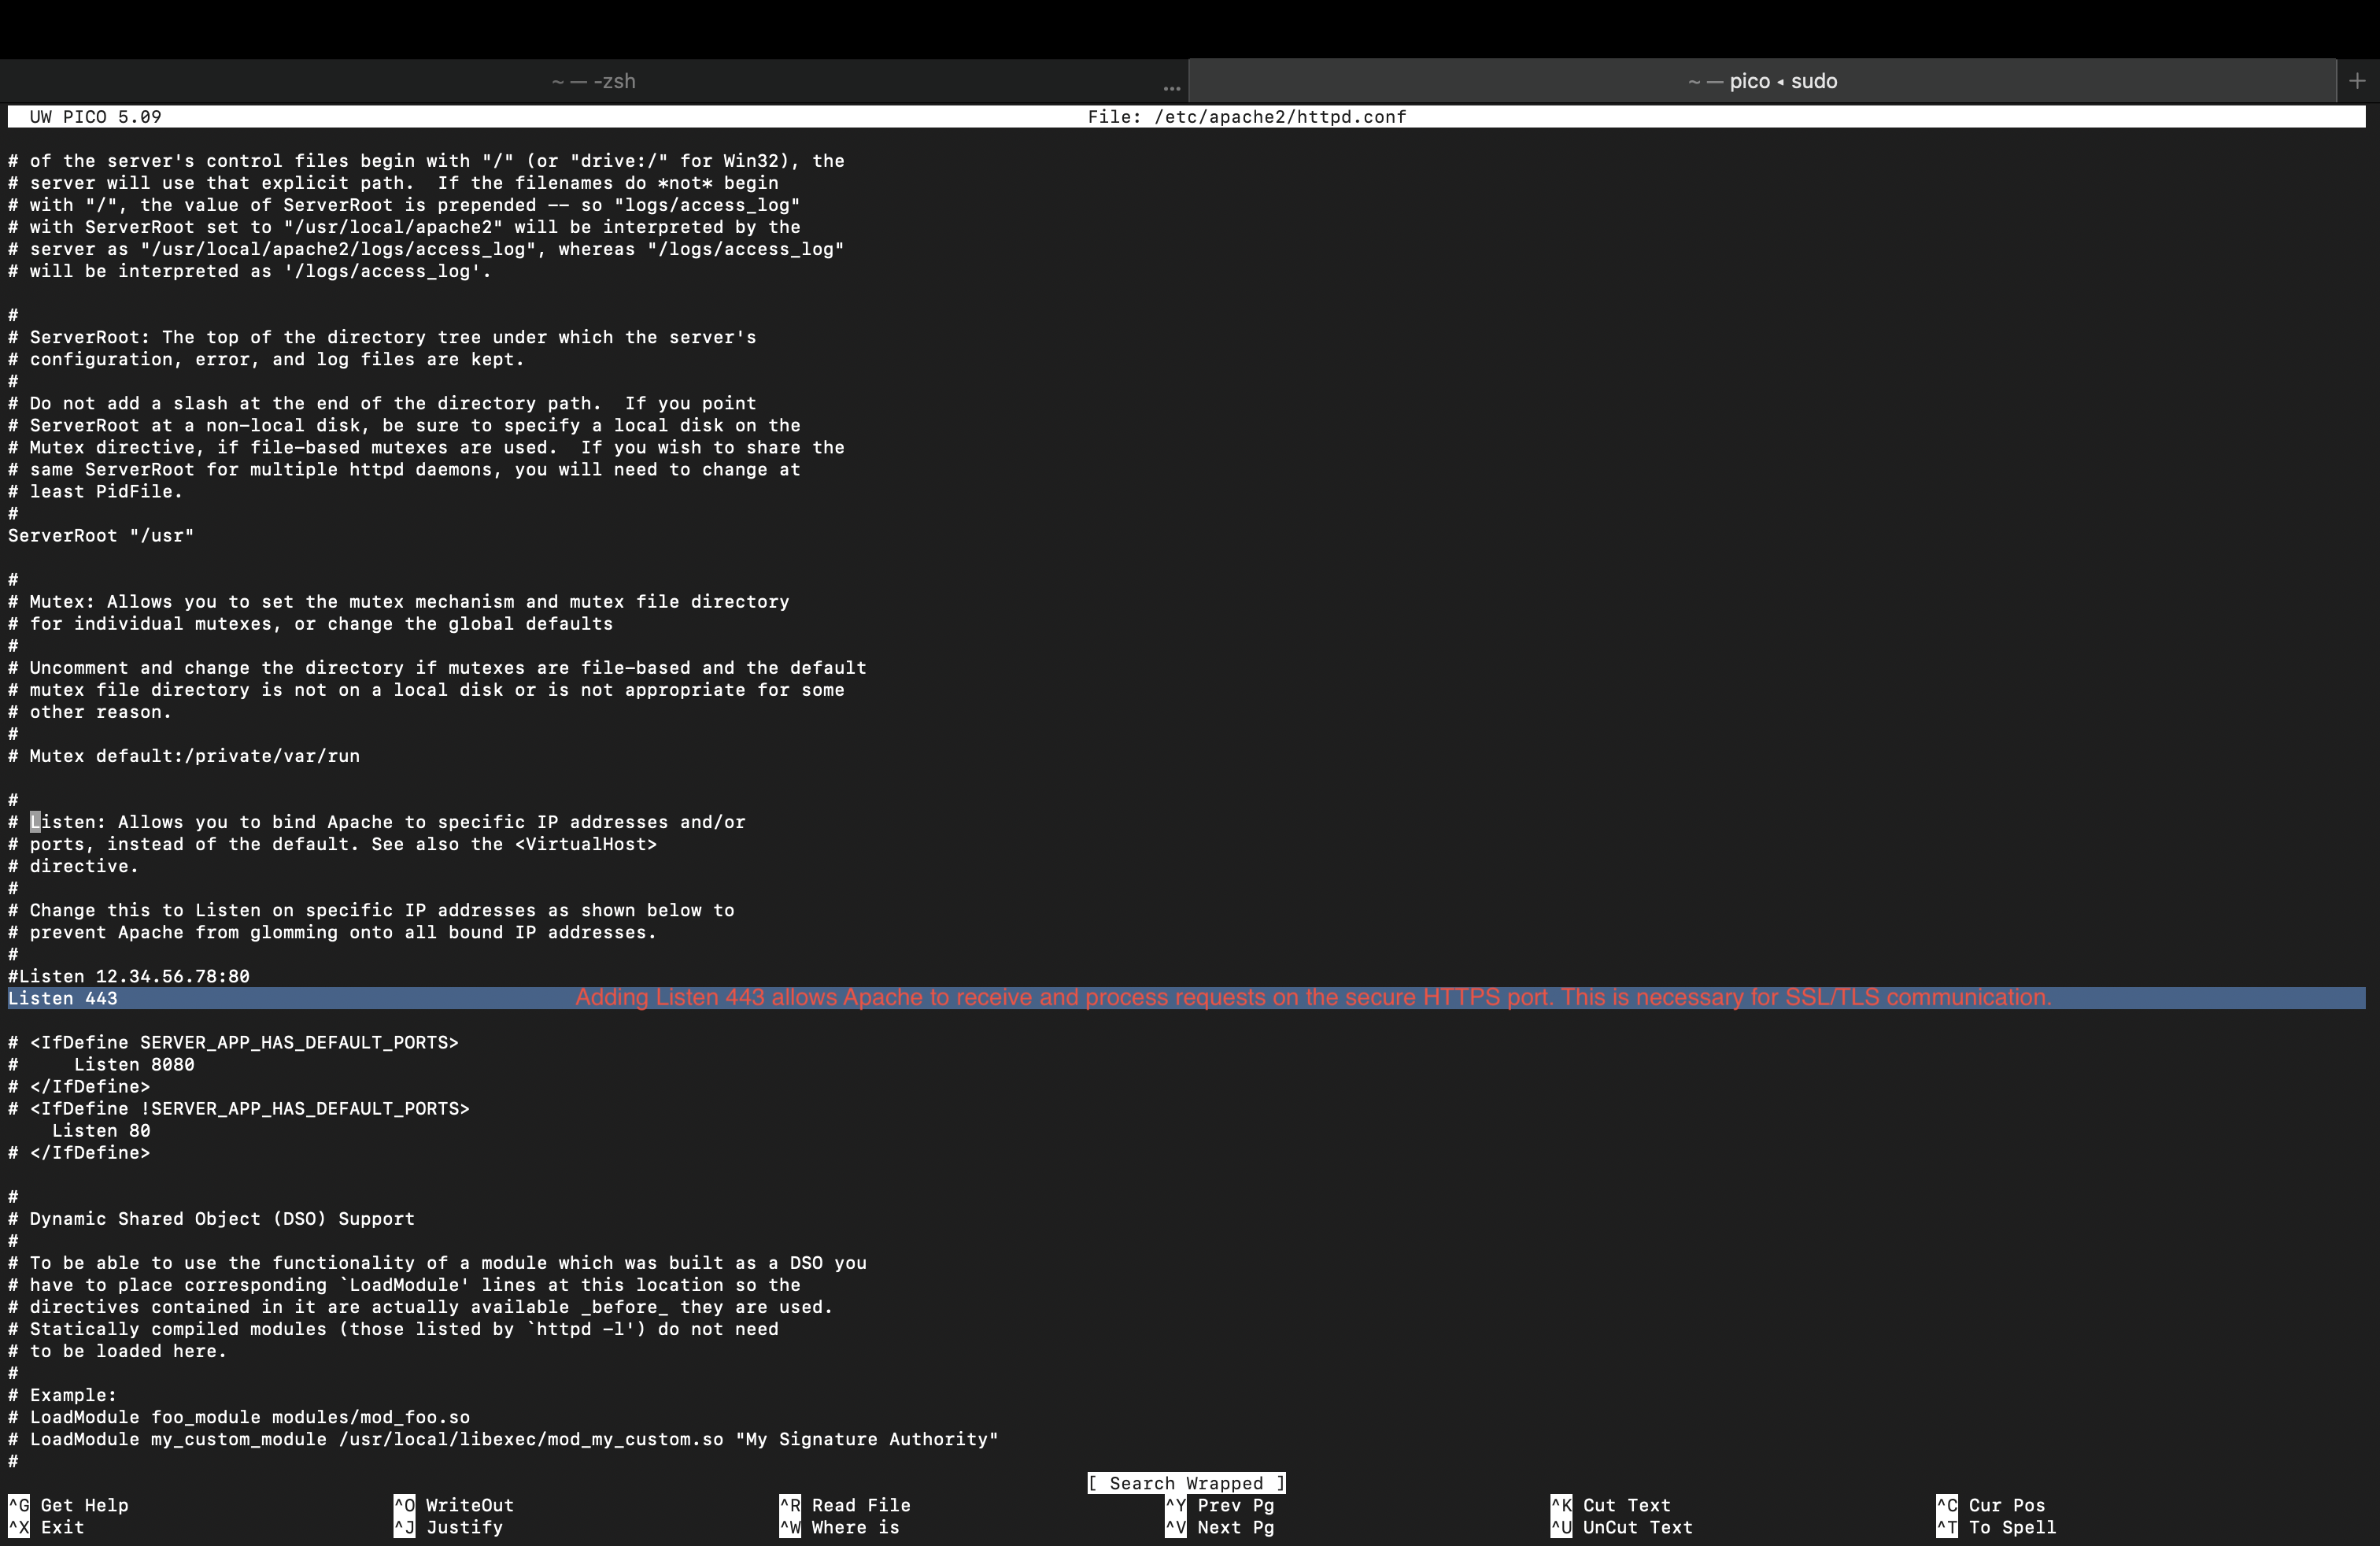 ~ — -zsh ... ~ — pico ◂ sudo +
UW PICO 5.09 File: /etc/apache2/httpd.conf
# of the server's control files begin with "/" (or "drive:/" for Win32), the
# server will use that explicit path.  If the filenames do *not* begin
# with "/", the value of ServerRoot is prepended -- so "logs/access_log"
# with ServerRoot set to "/usr/local/apache2" will be interpreted by the
# server as "/usr/local/apache2/logs/access_log", whereas "/logs/access_log"
# will be interpreted as '/logs/access_log'.
#
# ServerRoot: The top of the directory tree under which the server's
# configuration, error, and log files are kept.
#
# Do not add a slash at the end of the directory path.  If you point
# ServerRoot at a non-local disk, be sure to specify a local disk on the
# Mutex directive, if file-based mutexes are used.  If you wish to share the
# same ServerRoot for multiple httpd daemons, you will need to change at
# least PidFile.
#
ServerRoot "/usr"
#
# Mutex: Allows you to set the mutex mechanism and mutex file directory
# for individual mutexes, or change the global defaults
#
# Uncomment and change the directory if mutexes are file-based and the default
# mutex file directory is not on a local disk or is not appropriate for some
# other reason.
#
# Mutex default:/private/var/run
#
# Listen: Allows you to bind Apache to specific IP addresses and/or
# ports, instead of the default. See also the <VirtualHost>
# directive.
#
# Change this to Listen on specific IP addresses as shown below to
# prevent Apache from glomming onto all bound IP addresses.
#
#Listen 12.34.56.78:80
Listen 443 Adding Listen 443 allows Apache to receive and process requests on the secure HTTPS port. This is necessary for SSL/TLS communication.
# <IfDefine SERVER_APP_HAS_DEFAULT_PORTS>
#     Listen 8080
# </IfDefine>
# <IfDefine !SERVER_APP_HAS_DEFAULT_PORTS>
    Listen 80
# </IfDefine>
#
# Dynamic Shared Object (DSO) Support
#
# To be able to use the functionality of a module which was built as a DSO you
# have to place corresponding `LoadModule' lines at this location so the
# directives contained in it are actually available _before_ they are used.
# Statically compiled modules (those listed by `httpd -l') do not need
# to be loaded here.
#
# Example:
# LoadModule foo_module modules/mod_foo.so
# LoadModule my_custom_module /usr/local/libexec/mod_my_custom.so "My Signature Authority"
#
[ Search Wrapped ]
^G Get Help ^O WriteOut ^R Read File ^Y Prev Pg ^K Cut Text ^C Cur Pos
^X Exit ^J Justify ^W Where is ^V Next Pg ^U UnCut Text ^T To Spell